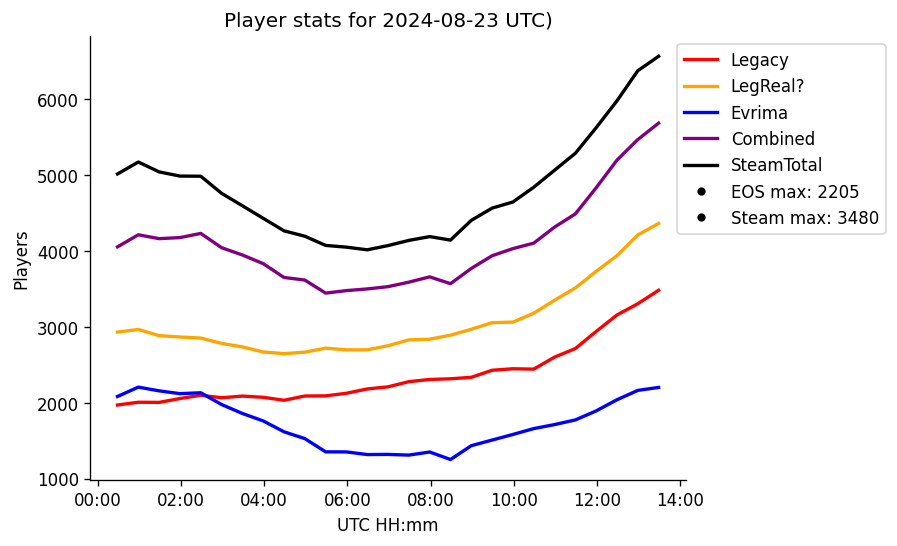 Player stats for 2024-08-23 UTC)
Legacy
LegReal?
Evrima
Combined
SteamTotal
EOS max: 2205
Steam max: 3480
Players
6000
5000
4000
3000
2000
1000
00:00 02:00 04:00 06:00 08:00 10:00 12:00 14:00
UTC HH:mm